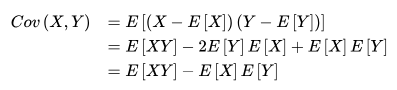 Cov (X, Y) = E [(X − E [X]) (Y − E [Y])]
= E [XY] − 2E [Y] E [X] + E [X] E [Y]
= E [XY] − E [X] E [Y]